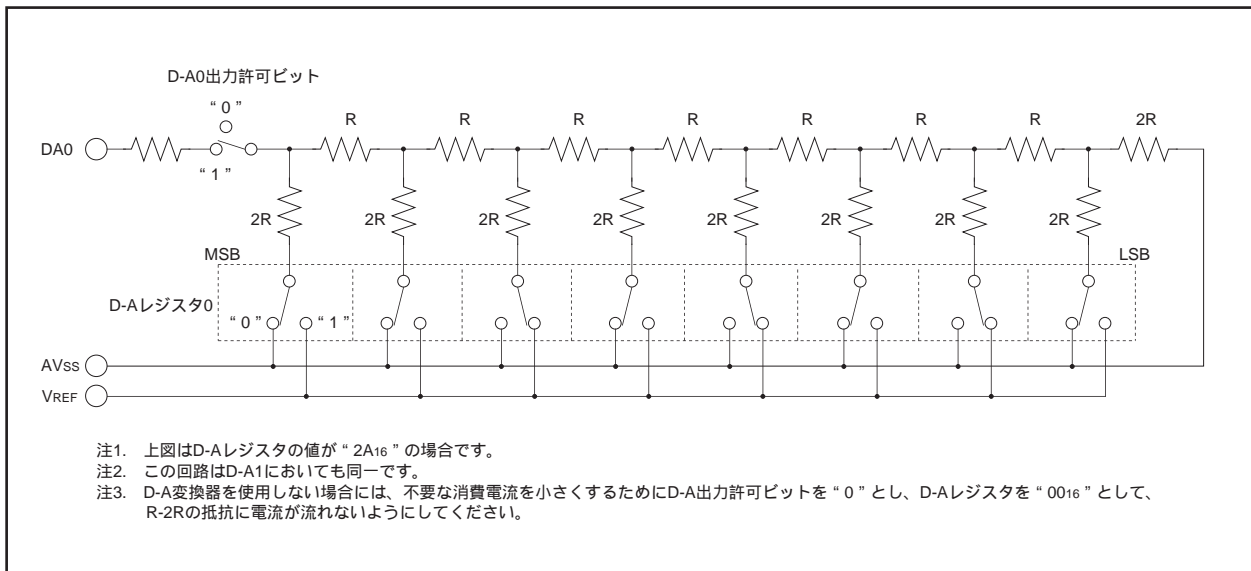 D-A0出力許可ビット
“ 0 ”
R R R R R R R 2R
DA0
“ 1 ”
2R 2R 2R 2R 2R 2R 2R 2R
MSB LSB
D-Aレジスタ0
“ 0 ” “ 1 ”
AVSS
VREF
注1. 上図はD-Aレジスタの値が “ 2A16 ” の場合です。
注2. この回路はD-A1においても同一です。
注3. D-A変換器を使用しない場合には、不要な消費電流を小さくするためにD-A出力許可ビットを “ 0 ” とし、D-Aレジスタを “ 0016 ” として、
R-2Rの抵抗に電流が流れないようにしてください。